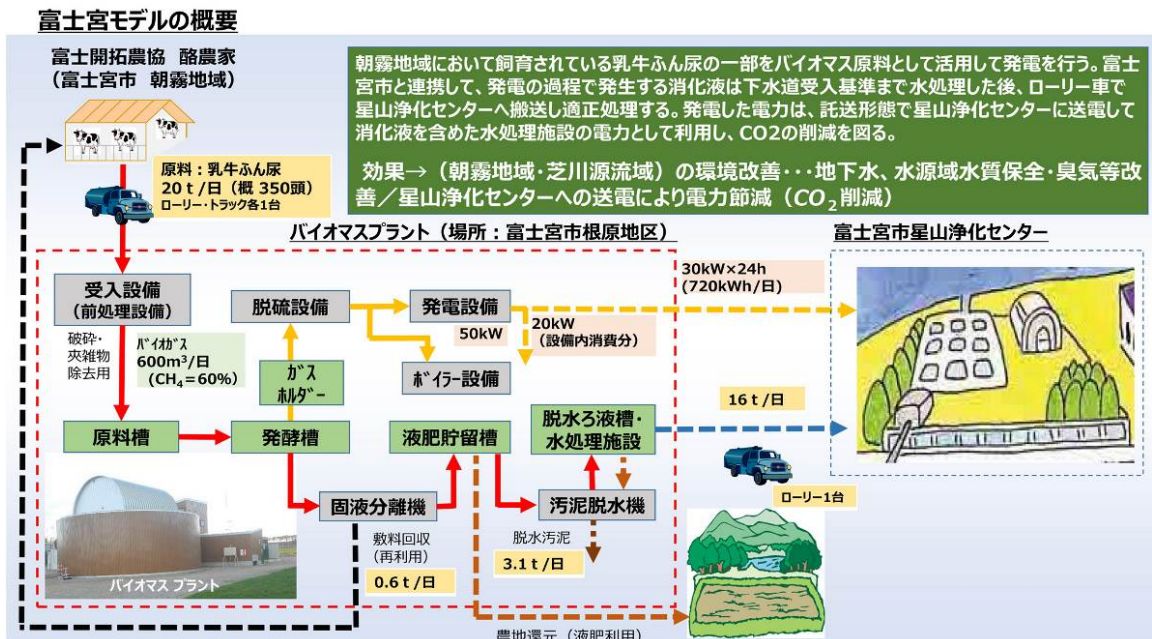 富士宮モデルの概要
富士開拓農協 酪農家
(富士宮市 朝霧地域)
朝霧地域において飼育されている乳牛ふん尿の一部をバイオマス原料として活用して発電を行う。富士
宮市と連携して、発電の過程で発生する消化液は下水道受入基準まで水処理した後、ローリー車で
星山浄化センターへ搬送し適正処理する。発電した電力は、託送形態で星山浄化センターに送電して
消化液を含めた水処理施設の電力として利用し、CO2の削減を図る。
効果→(朝霧地域・芝川源流域)の環境改善・・・地下水、水源域水質保全・臭気等改
善/星山浄化センターへの送電により電力節減(CO₂削減)
原料:乳牛ふん尿
20t/日(概 350頭)
ローリー・トラック各1台
バイオマスプラント(場所:富士宮市根原地区)
富士宮市星山浄化センター
受入設備
(前処理設備)
脱硫設備
発電設備
30kW×24h
(720kWh/日)
破砕・
夾雑物
除去用
バイオガス
600m³/日
(CH₄=60%)
50kW
20kW
(設備内消費分)
ガス
ホルダー
ボイラー設備
原料槽
発酵槽
液肥貯留槽
脱水ろ液槽・
水処理施設
16t/日
固液分離機
汚泥脱水機
ローリー1台
敷料回収
(再利用)
0.6t/日
脱水汚泥
3.1t/日
バイオマス プラント
農地還元(液肥利用)